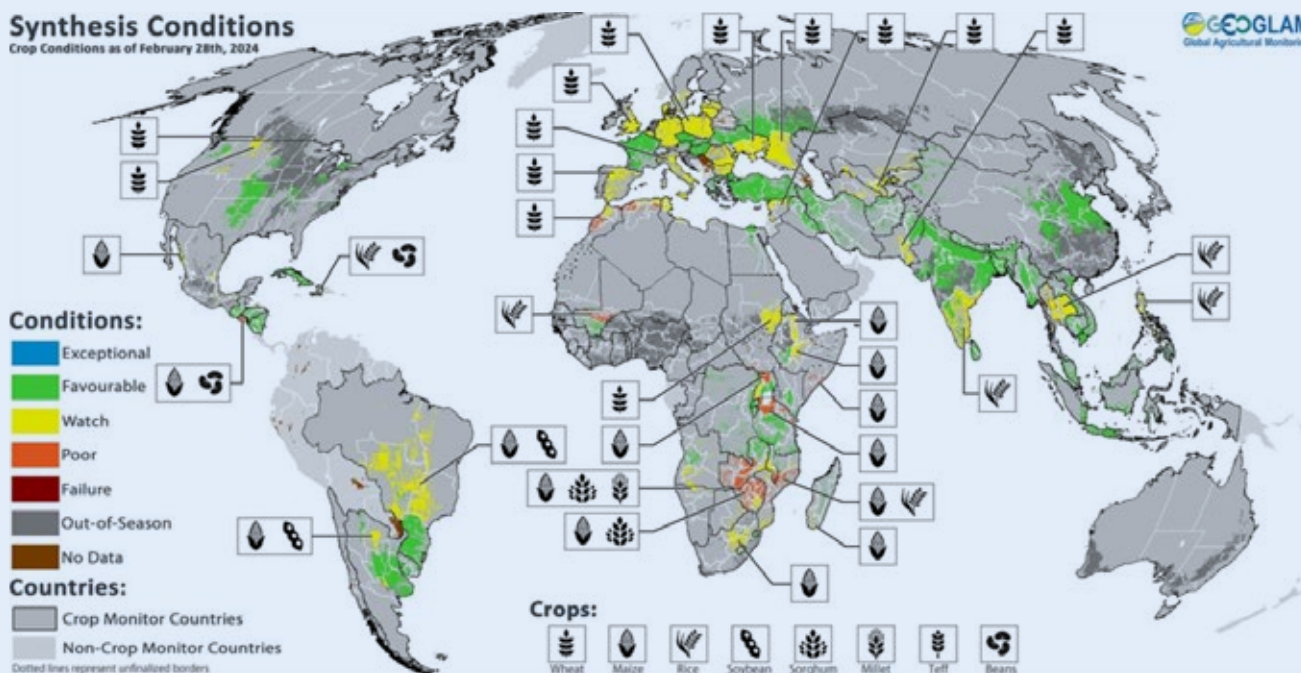 Synthesis Conditions
Crop Conditions as of February 28th, 2024
GEOGLAM
Global Agricultural Monitorin
Conditions:
Exceptional
Favourable
Watch
Poor
Failure
Out-of-Season
No Data
Countries:
Crop Monitor Countries
Non-Crop Monitor Countries
Dotted lines represent unfinalized borders
Crops:
Wheat Maize Rice Soybean Sorghum Millet Teff Beans